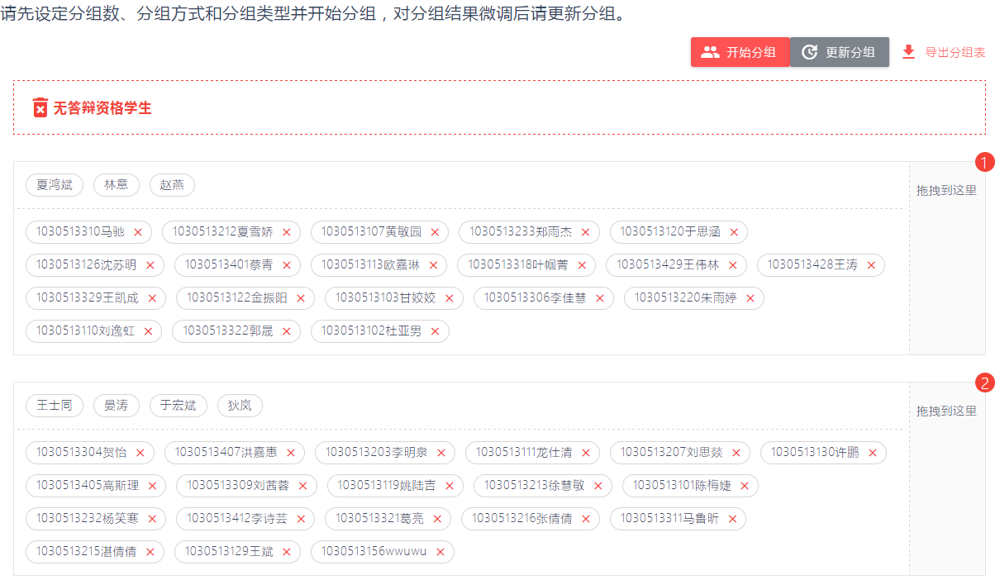 请先设定分组数、分组方式和分组类型并开始分组，对分组结果微调后请更新分组。
开始分组 更新分组 导出分组表
无答辩资格学生
1
夏鸿斌 林意 赵燕 拖拽到这里
1030513310马驰 1030513212夏雪娇 1030513107黄敏园 1030513233郑雨杰 1030513120于思涵
1030513126沈苏明 1030513401蔡青 1030513113欧嘉琳 1030513318叶帼菁 1030513429王伟林 1030513428王涛
1030513329王凯成 1030513122金振阳 1030513103甘姣姣 1030513306李佳慧 1030513220朱雨婷
1030513110刘逸虹 1030513322郭晟 1030513102杜亚男
2
王士同 晏涛 于宏斌 狄岚 拖拽到这里
1030513304贺怡 1030513407洪嘉惠 1030513203李明泉 1030513111龙仕清 1030513207刘思燚 1030513130许鹏
1030513405高斯理 1030513309刘茜蓉 1030513119姚陆吉 1030513213徐慧敏 1030513101陈梅婕
1030513232杨笑寒 1030513412李诗芸 1030513321葛亮 1030513216张倩倩 1030513311马鲁昕
1030513215湛倩倩 1030513129王斌 1030513156wwuwu